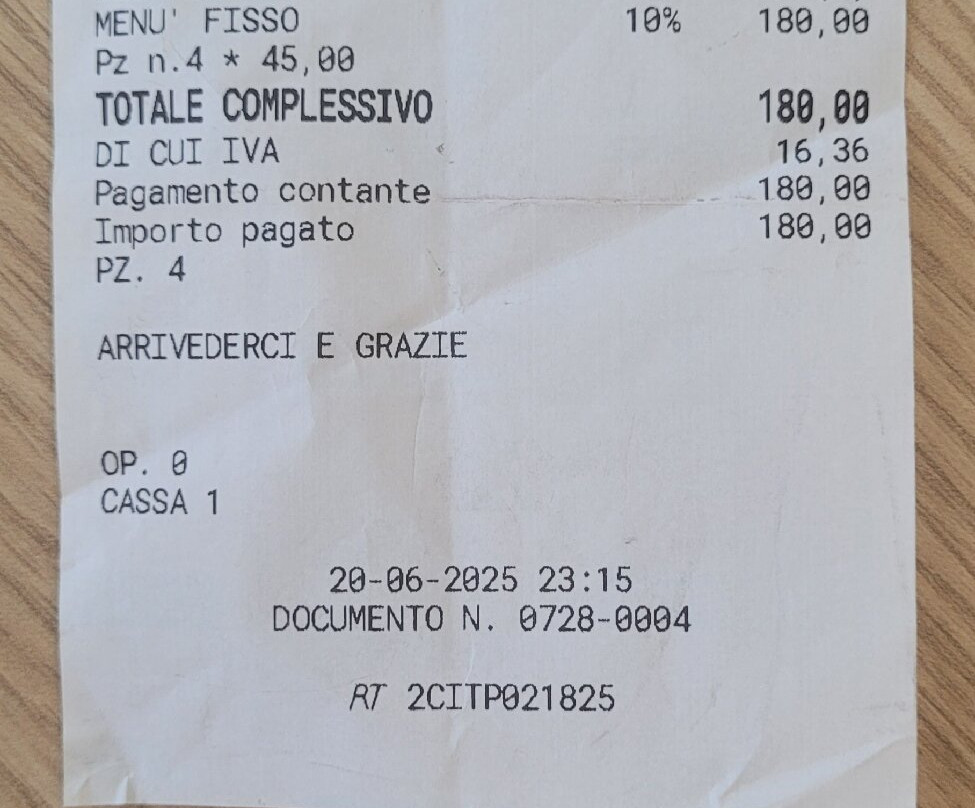 MENU' FISSO 10% 180,00
Pz n.4 * 45,00
TOTALE COMPLESSIVO 180,00
DI CUI IVA 16,36
Pagamento contante 180,00
Importo pagato 180,00
PZ. 4
ARRIVEDERCI E GRAZIE
OP. 0
CASSA 1
20-06-2025 23:15
DOCUMENTO N. 0728-0004
RT 2CITP021825